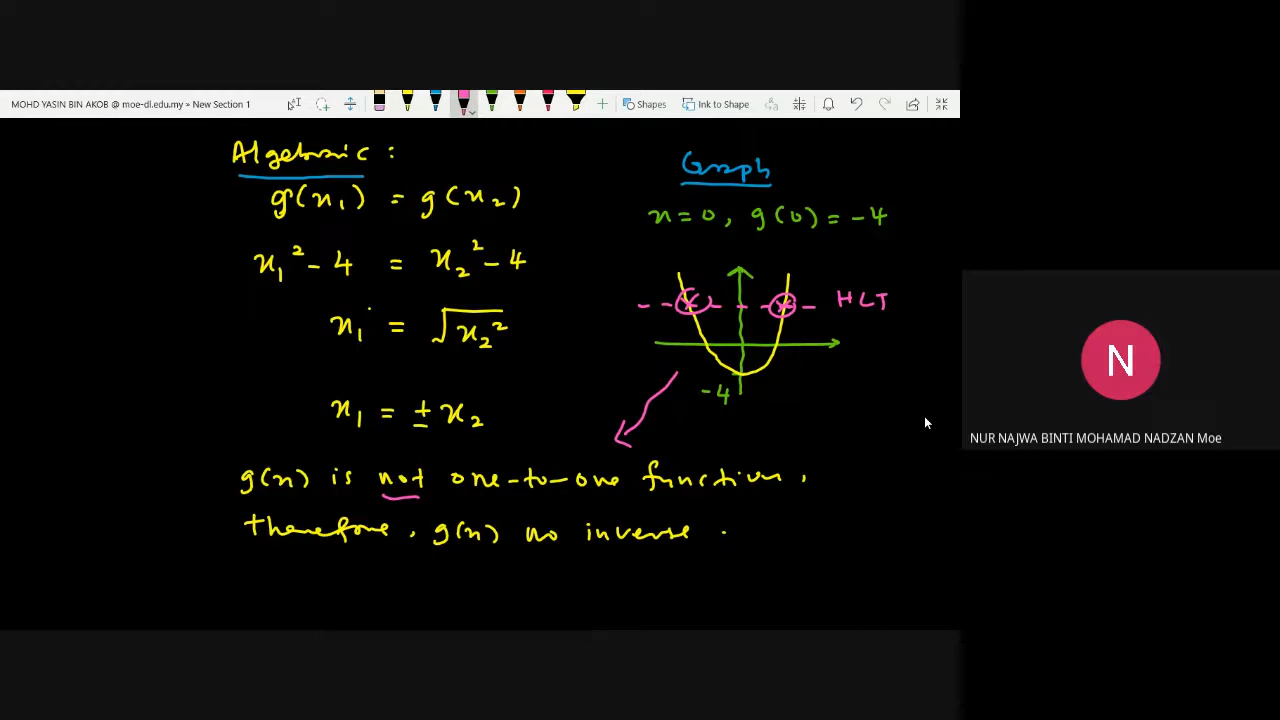 MOHD YASIN BIN AKOB @ moe-dl.edu.my » New Section 1
Shapes
Ink to Shape
Algebraic :
g(x₁) = g(x₂)
x₁² - 4 = x₂² - 4
x₁ = √x₂²
x₁ = ± x₂
Graph
x = 0, g(0) = -4
HLT
-4
g(x) is not one-to-one function,
therefore, g(x) no inverse.
N
NUR NAJWA BINTI MOHAMAD NADZAN Moe